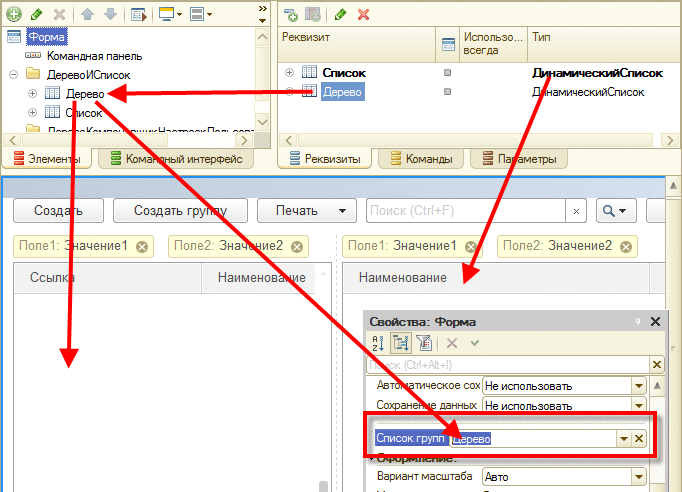 Форма
Командная панель
ДеревоИСписок
Дерево
Список
Элементы
Командный интерфейс
Реквизит
Использо... всегда
Тип
Список
ДинамическийСписок
Дерево
ДинамическийСписок
Реквизиты
Команды
Параметры
Создать
Создать группу
Печать
Поиск (Ctrl+F)
Поле1: Значение1
Поле2: Значение2
Поле1: Значение1
Поле2: Значение2
Ссылка
Наименование
Наименование
Свойства: Форма
Поиск (Ctrl+Alt+I)
Автоматическое сох
Не использовать
Сохранение данных
Не использовать
Список групп
Дерево
Оформление:
Вариант масштаба
Авто